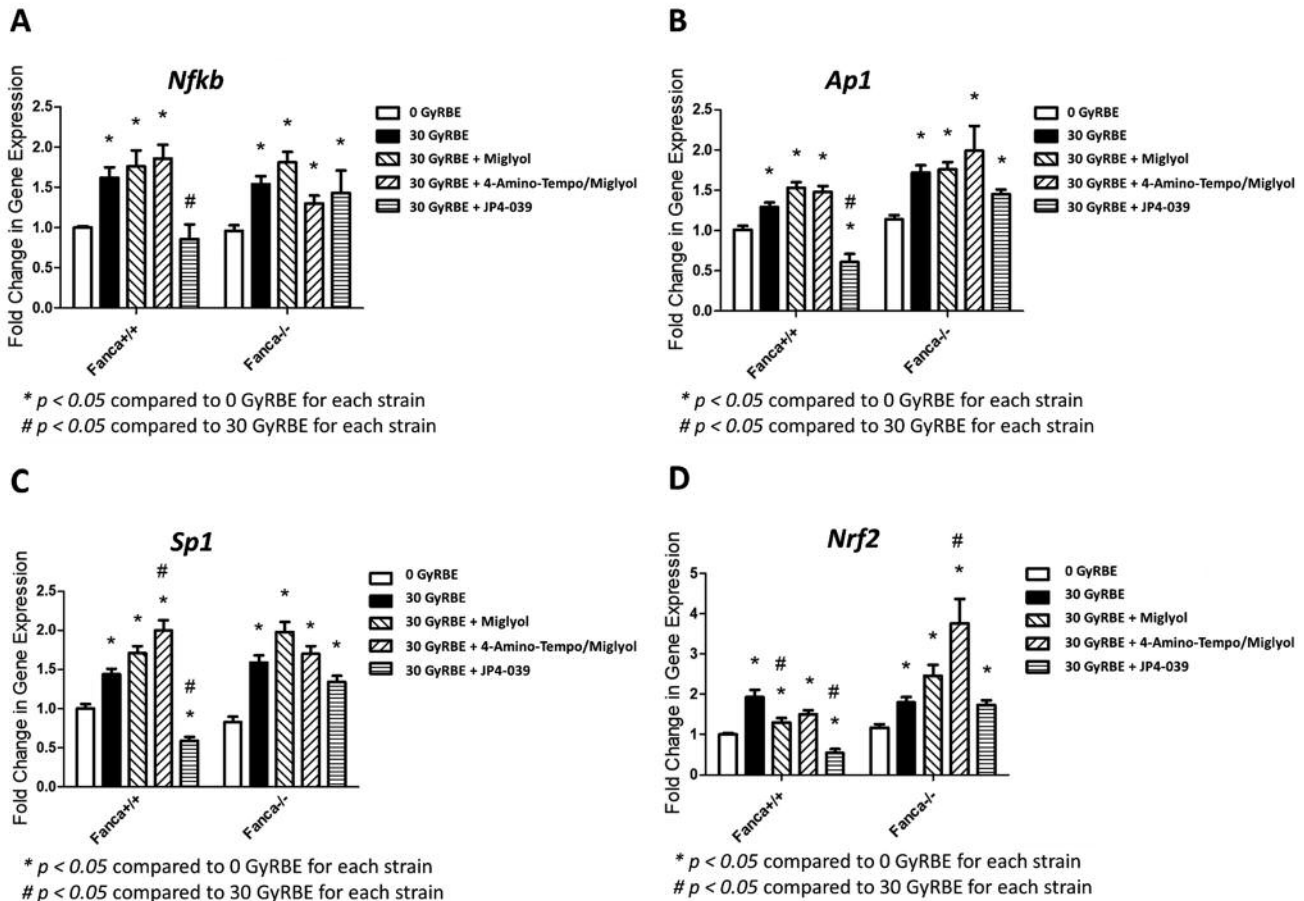 A
Nfkb
Fold Change in Gene Expression
2.5
2.0
1.5
1.0
0.5
0.0
* * * # * * * *
Fanca+/+
Fanca-/-
0 GyRBE
30 GyRBE
30 GyRBE + Miglyol
30 GyRBE + 4-Amino-Tempo/Miglyol
30 GyRBE + JP4-039
* p < 0.05 compared to 0 GyRBE for each strain
# p < 0.05 compared to 30 GyRBE for each strain
B
Ap1
Fold Change in Gene Expression
2.5
2.0
1.5
1.0
0.5
0.0
* * * # * * * * *
Fanca+/+
Fanca-/-
0 GyRBE
30 GyRBE
30 GyRBE + Miglyol
30 GyRBE + 4-Amino-Tempo/Miglyol
30 GyRBE + JP4-039
* p < 0.05 compared to 0 GyRBE for each strain
# p < 0.05 compared to 30 GyRBE for each strain
C
Sp1
Fold Change in Gene Expression
2.5
2.0
1.5
1.0
0.5
0.0
* * # * # * * * * *
Fanca+/+
Fanca-/-
0 GyRBE
30 GyRBE
30 GyRBE + Miglyol
30 GyRBE + 4-Amino-Tempo/Miglyol
30 GyRBE + JP4-039
* p < 0.05 compared to 0 GyRBE for each strain
# p < 0.05 compared to 30 GyRBE for each strain
D
Nrf2
Fold Change in Gene Expression
5
4
3
2
1
0
* # * * # * * * # * *
Fanca+/+
Fanca-/-
0 GyRBE
30 GyRBE
30 GyRBE + Miglyol
30 GyRBE + 4-Amino-Tempo/Miglyol
30 GyRBE + JP4-039
* p < 0.05 compared to 0 GyRBE for each strain
# p < 0.05 compared to 30 GyRBE for each strain